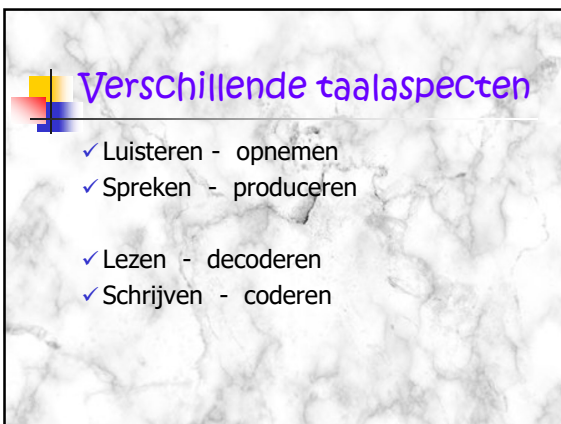 Verschillende taalaspecten
✓Luisteren - opnemen
✓Spreken - produceren
✓Lezen - decoderen
✓Schrijven - coderen